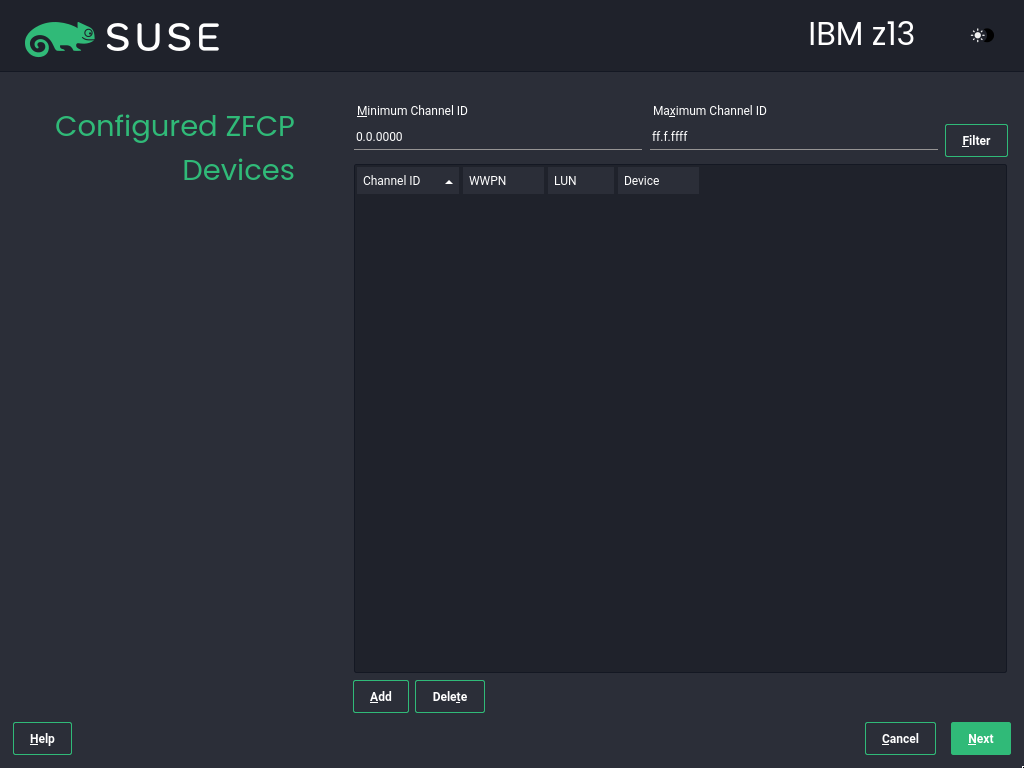 SUSE
IBM z13
Configured ZFCP
Devices
Minimum Channel ID
Maximum Channel ID
0.0.0000
ff.f.ffff
Filter
Channel ID
WWPN
LUN
Device
Add
Delete
Help
Cancel
Next